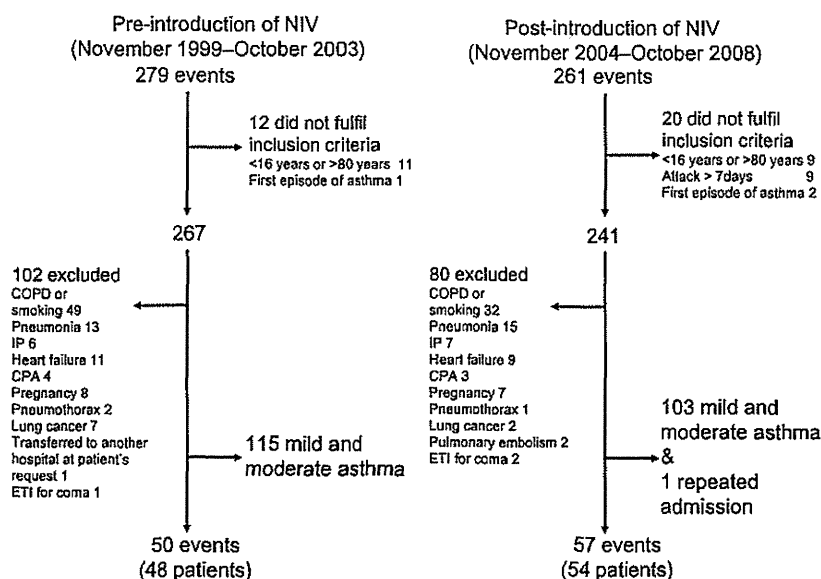 Pre-introduction of NIV
(November 1999–October 2003)
279 events
12 did not fulfil
inclusion criteria
<16 years or >80 years 11
First episode of asthma 1
267
102 excluded
COPD or
smoking 49
Pneumonia 13
IP 6
Heart failure 11
CPA 4
Pregnancy 8
Pneumothorax 2
Lung cancer 7
Transferred to another
hospital at patient's
request 1
ETI for coma 1
115 mild and
moderate asthma
50 events
(48 patients)
Post-introduction of NIV
(November 2004–October 2008)
261 events
20 did not fulfil
inclusion criteria
<16 years or >80 years 9
Attack > 7days 9
First episode of asthma 2
241
80 excluded
COPD or
smoking 32
Pneumonia 15
IP 7
Heart failure 9
CPA 3
Pregnancy 7
Pneumothorax 1
Lung cancer 2
Pulmonary embolism 2
ETI for coma 2
103 mild and
moderate asthma
&
1 repeated
admission
57 events
(54 patients)